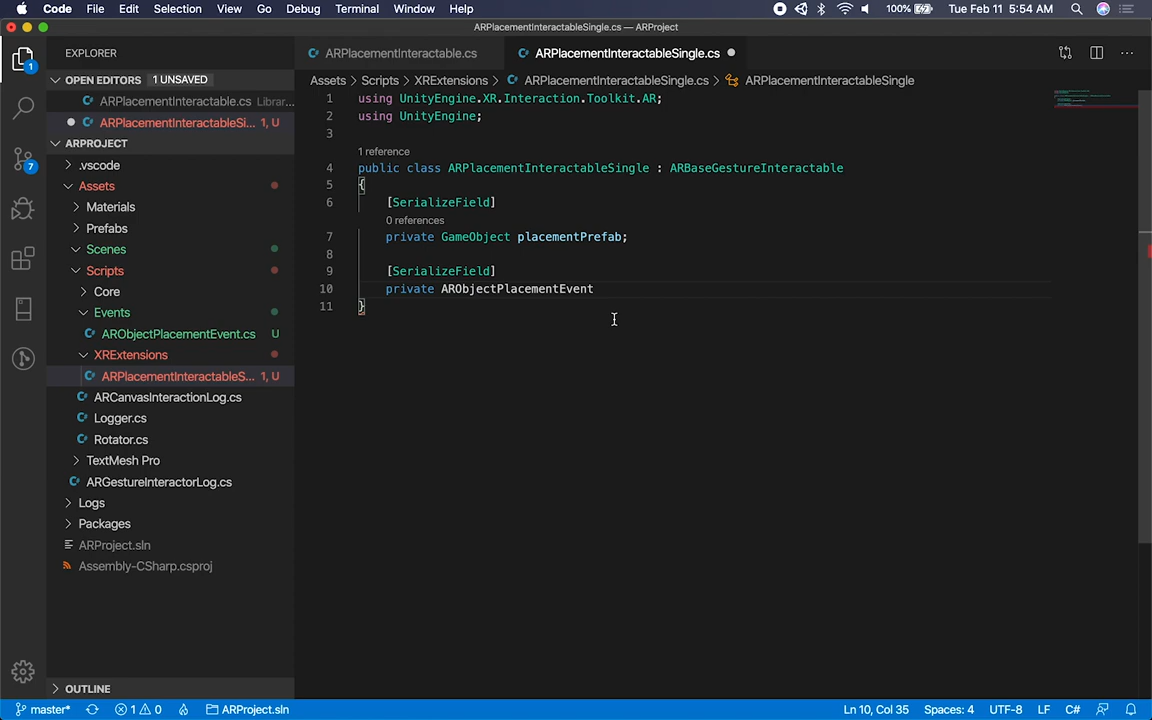 Code File Edit Selection View Go Debug Terminal Window Help 100% Tue Feb 11 5:54 AM
ARPlacementInteractableSingle.cs — ARProject
EXPLORER
ARPlacementInteractable.cs
ARPlacementInteractableSingle.cs
OPEN EDITORS 1 UNSAVED
Assets > Scripts > XRExtensions > ARPlacementInteractableSingle.cs > ARPlacementInteractableSingle
ARPlacementInteractable.cs Librar...
ARPlacementInteractableSi... 1, U
ARPROJECT
.vscode
Assets
Materials
Prefabs
Scenes
Scripts
Core
Events
ARObjectPlacementEvent.cs U
XRExtensions
ARPlacementInteractableS... 1, U
ARCanvasInteractionLog.cs
Logger.cs
Rotator.cs
TextMesh Pro
ARGestureInteractorLog.cs
Logs
Packages
ARProject.sln
Assembly-CSharp.csproj
OUTLINE
1 using UnityEngine.XR.Interaction.Toolkit.AR;
2 using UnityEngine;
3
1 reference
4 public class ARPlacementInteractableSingle : ARBaseGestureInteractable
5 {
6 [SerializeField]
0 references
7 private GameObject placementPrefab;
8
9 [SerializeField]
10 private ARObjectPlacementEvent
11 }
1
7
master* 1 0 ARProject.sln Ln 10, Col 35 Spaces: 4 UTF-8 LF C#